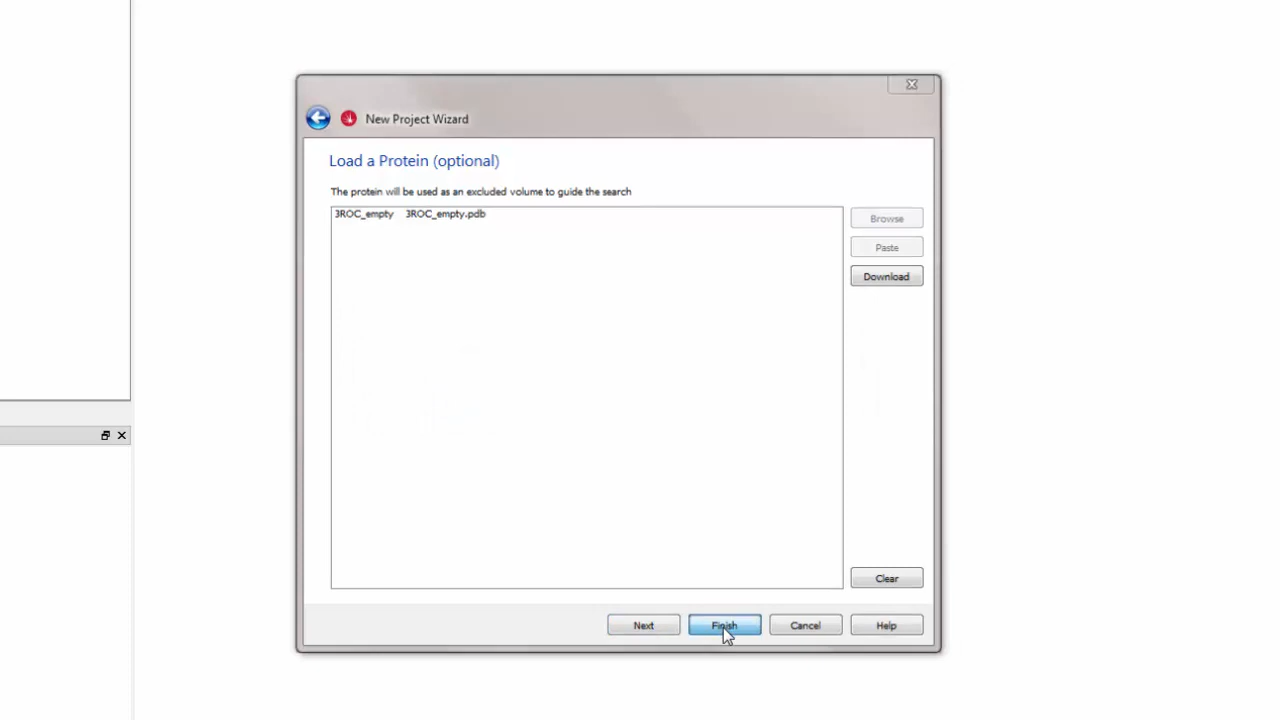 New Project Wizard
Load a Protein (optional)
The protein will be used as an excluded volume to guide the search
3ROC_empty 3ROC_empty.pdb
Browse
Paste
Download
Clear
Next Finish Cancel Help